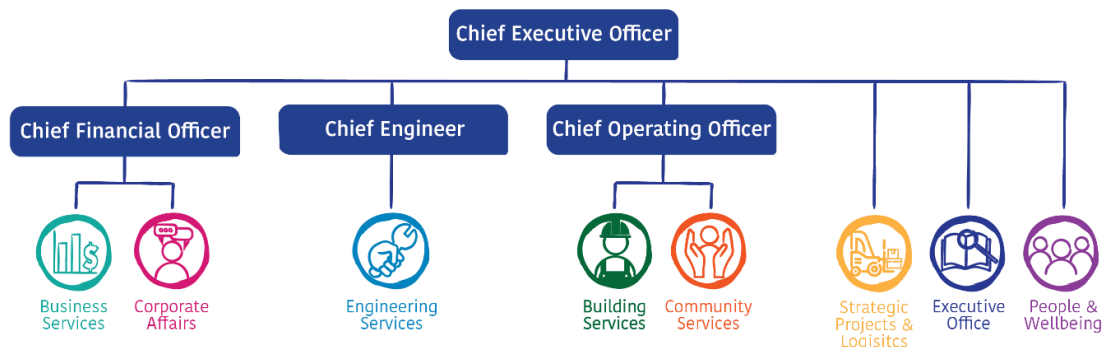 Chief Executive Officer
Chief Financial Officer
Chief Engineer
Chief Operating Officer
Business
Services
Corporate
Affairs
Engineering
Services
Building
Services
Community
Services
Strategic
Projects &
Logisitcs
Executive
Office
People &
Wellbeing